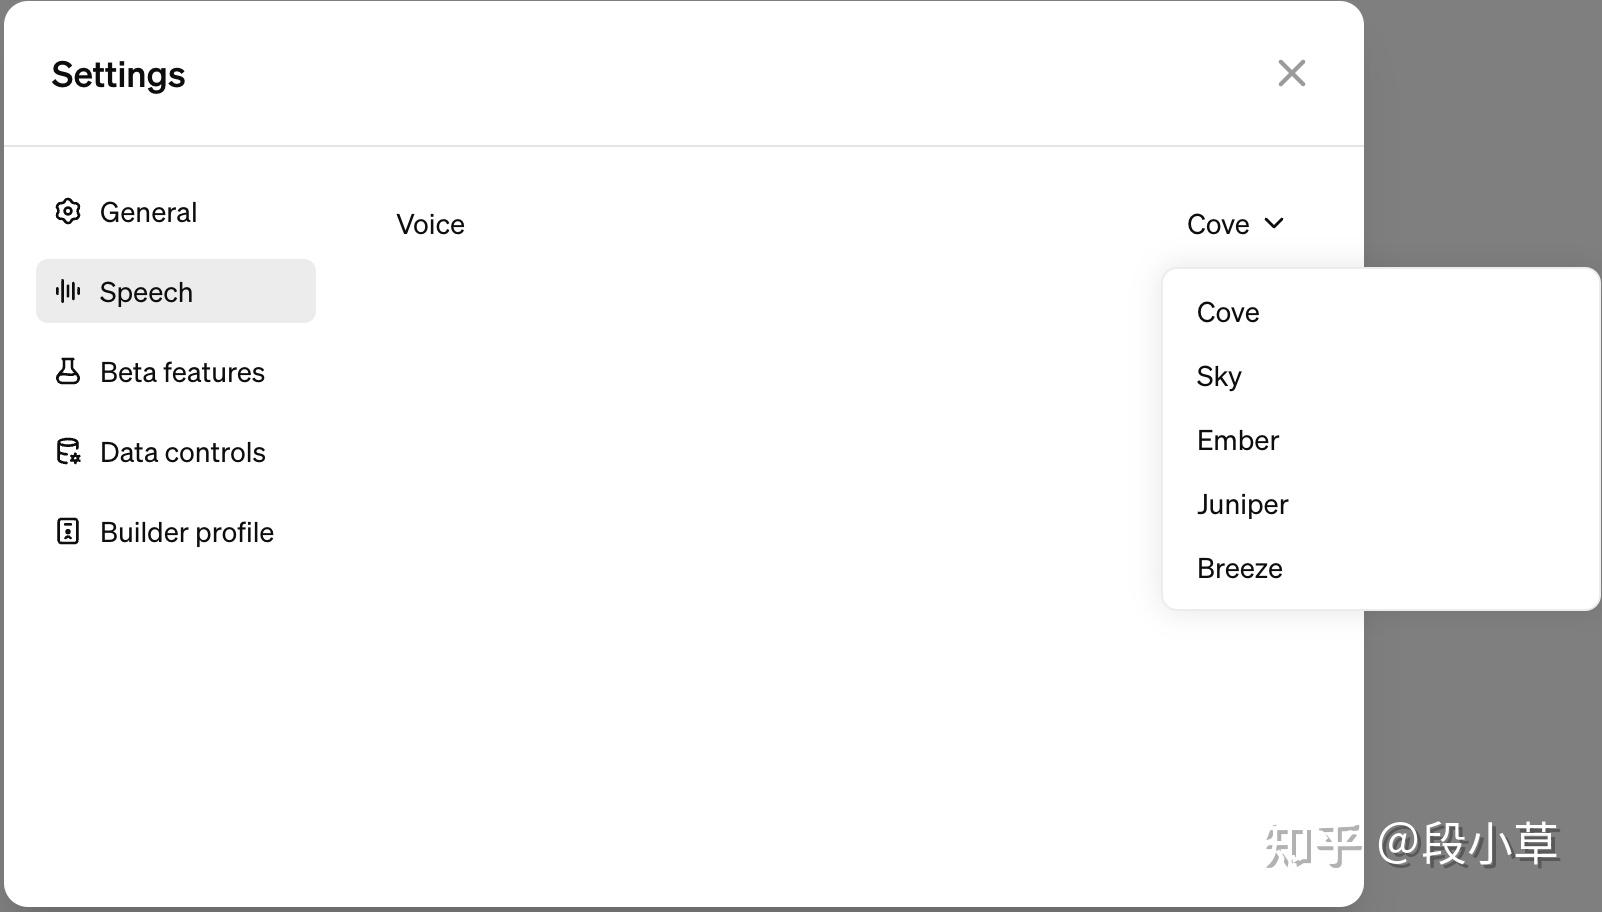 Settings
General
Speech
Beta features
Data controls
Builder profile
Voice
Cove
Cove
Sky
Ember
Juniper
Breeze
知乎 @段小草